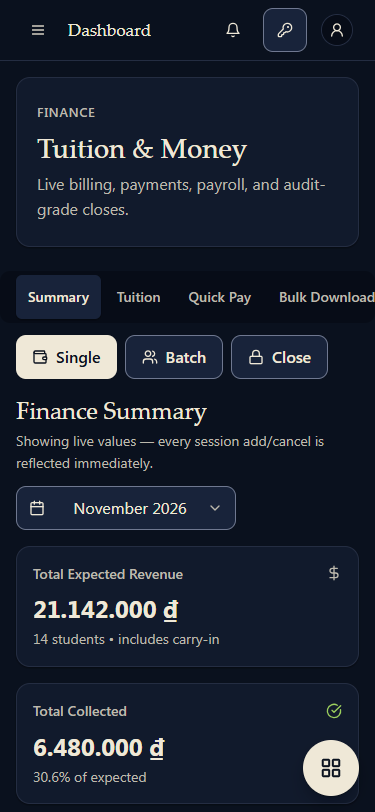 Dashboard
FINANCE
Tuition & Money
Live billing, payments, payroll, and audit-
grade closes.
Summary Tuition Quick Pay Bulk Download
Single Batch Close
Finance Summary
Showing live values — every session add/cancel is
reflected immediately.
November 2026
Total Expected Revenue
21.142.000 ₫
14 students • includes carry-in
Total Collected
6.480.000 ₫
30.6% of expected